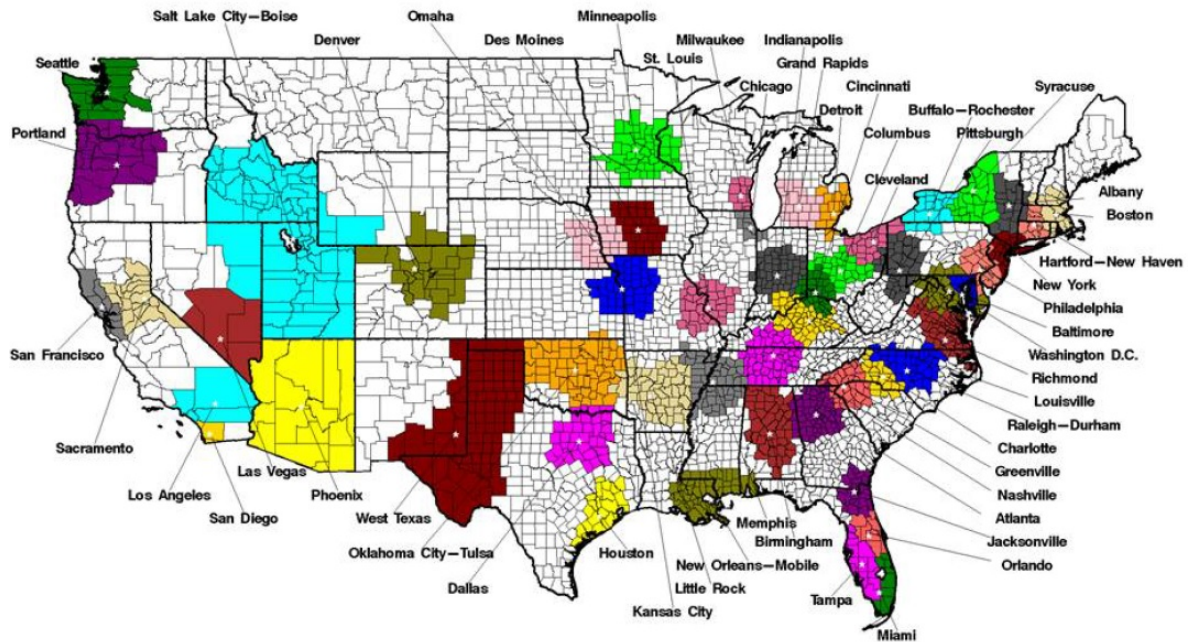 Salt Lake City–Boise
Omaha
Minneapolis
Denver
Des Moines
Milwaukee
Indianapolis
St. Louis
Grand Rapids
Seattle
Chicago
Cincinnati
Syracuse
Detroit
Buffalo–Rochester
Portland
Columbus
Pittsburgh
Cleveland
Albany
Boston
Hartford–New Haven
New York
Philadelphia
Baltimore
San Francisco
Washington D.C.
Richmond
Louisville
Raleigh–Durham
Sacramento
Charlotte
Las Vegas
Greenville
Los Angeles
Phoenix
Nashville
San Diego
West Texas
Memphis
Atlanta
Birmingham
Jacksonville
Oklahoma City–Tulsa
Houston
New Orleans–Mobile
Orlando
Dallas
Little Rock
Tampa
Kansas City
Miami